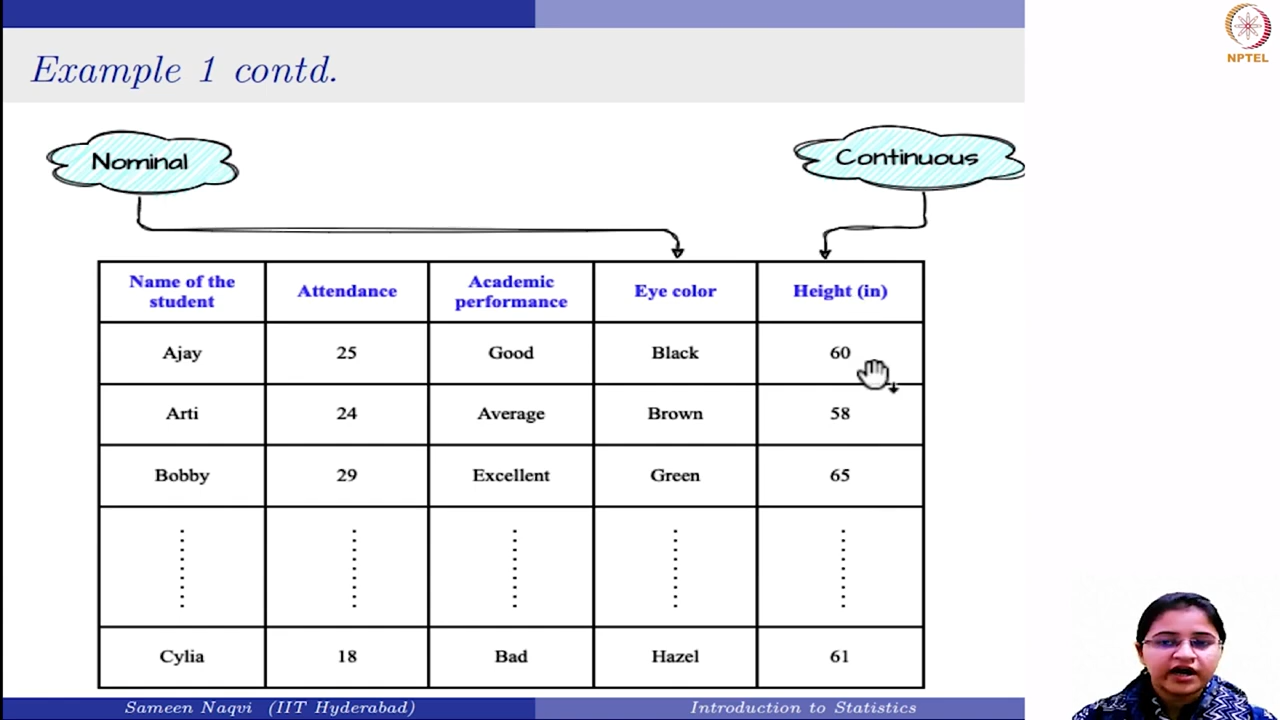 NPTEL
Example 1 contd.
Nominal
Continuous
Name of the student
Attendance
Academic performance
Eye color
Height (in)
Ajay 25 Good Black 60
Arti 24 Average Brown 58
Bobby 29 Excellent Green 65
Cylia 18 Bad Hazel 61
Sameen Naqvi (IIT Hyderabad) Introduction to Statistics